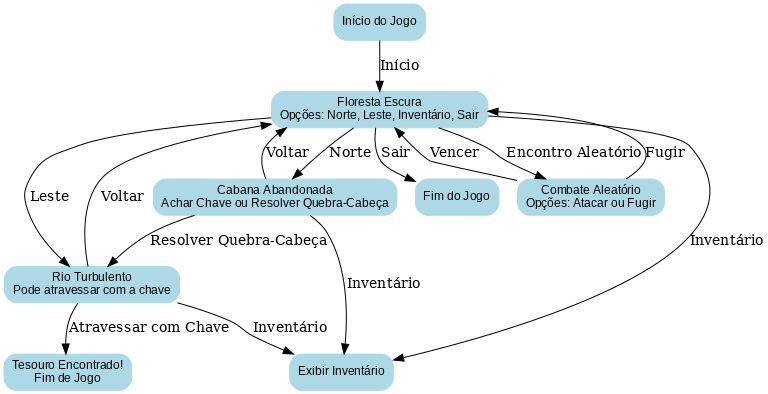 Início do Jogo
Início
Floresta Escura
Opções: Norte, Leste, Inventário, Sair
Leste
Voltar
Voltar
Norte
Sair
Vencer
Encontro Aleatório
Fugir
Cabana Abandonada
Achar Chave ou Resolver Quebra-Cabeça
Fim do Jogo
Combate Aleatório
Opções: Atacar ou Fugir
Resolver Quebra-Cabeça
Inventário
Rio Turbulento
Pode atravessar com a chave
Inventário
Atravessar com Chave
Inventário
Tesouro Encontrado!
Fim de Jogo
Exibir Inventário